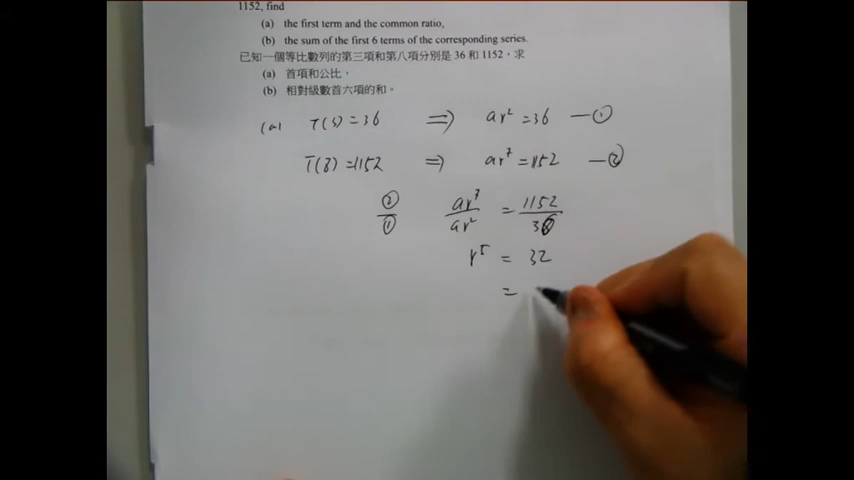 1152, find
(a) the first term and the common ratio,
(b) the sum of the first 6 terms of the corresponding series.
已知一個等比數列的第三項和第八項分別是 36 和 1152，求
(a) 首項和公比，
(b) 相對級數首六項的和。
(a) T(3) = 36 ⇒ ar² = 36 —①
T(8) = 1152 ⇒ ar⁷ = 1152 —②
②/① ar⁷/ar² = 1152/36
r⁵ = 32
=